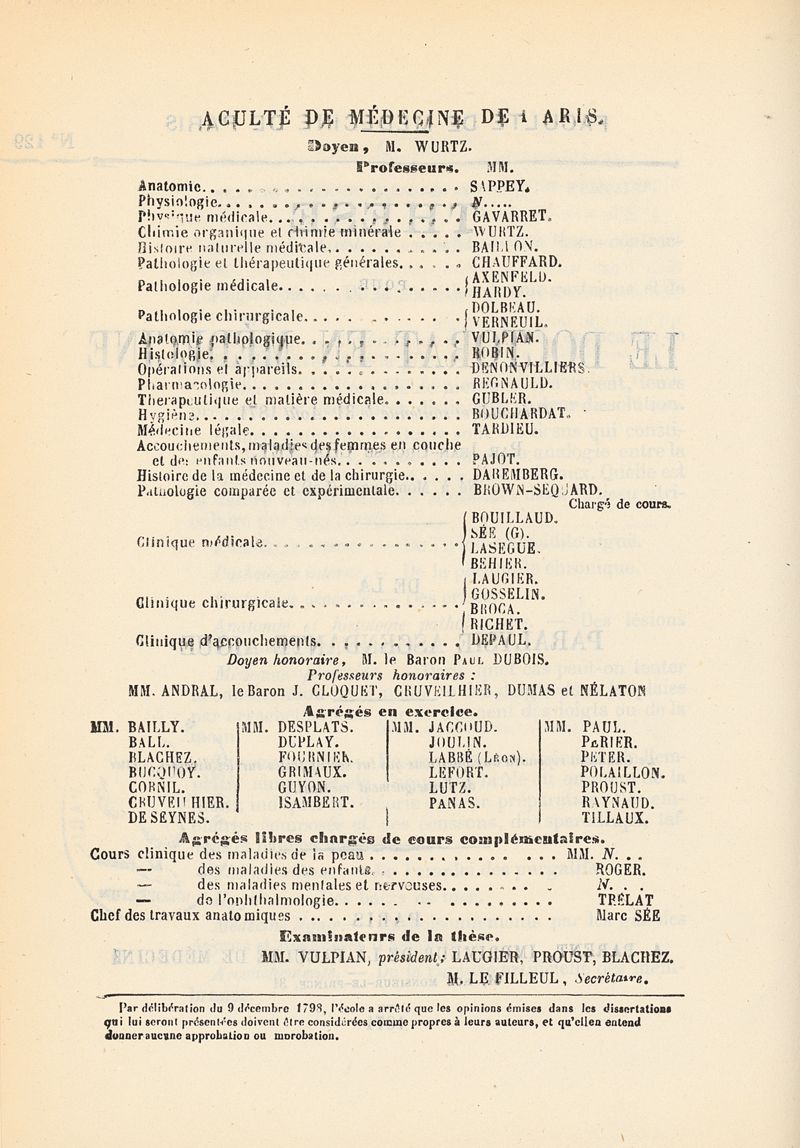 ACULTÉ DE MÉDECINE DE PARIS.
Doyen, M. WURTZ.
Professeurs. MM.
Anatomie. . . . . . . . . . . . . . . . . . . . SAPPEY.
Physiologie. . . . . . . . . . . . . . . . . . . N.....
Physique médicale. . . . . . . . . . . . . . . . GAVARRET.
Chimie organique et chimie minérale . . . . . WURTZ.
Histoire naturelle médicale. . . . . . . . . . . BAILLON.
Pathologie et thérapeutique générales. . . . . . CHAUFFARD.
Pathologie médicale. . . . . . . . . . . . . . . { AXENFELD.
HARDY.
Pathologie chirurgicale. . . . . . . . . . . . { DOLBEAU.
VERNEUIL.
Anatomie pathologique. . . . . . . . . . . . . VULPIAN.
Histologie. . . . . . . . . . . . . . . . . . . ROBIN.
Opérations et appareils. . . . . . . . . . . . . DENONVILLIERS.
Pharmacologie. . . . . . . . . . . . . . . . . REGNAULD.
Therapeutique et matière médicale. . . . . . . GUBLER.
Hygiène. . . . . . . . . . . . . . . . . . . . BOUCHARDAT.
Médecine légale. . . . . . . . . . . . . . . . TARDIEU.
Accouchements, maladies des femmes en couche
et des enfants nouveau-nés. . . . . . . . . . . PAJOT.
Histoire de la médecine et de la chirurgie. . . . . . DAREMBERG.
Pathologie comparée et expérimentale. . . . . . BROWN-SEQUARD.
Chargé de cours.
BOUILLAUD.
SÉE (G).
Clinique médicale. . . . . . . . . . . . . . . . { LASEGUE.
BEHIER.
LAUGIER.
GOSSELIN.
Clinique chirurgicale. . . . . . . . . . . . . . { BROCA.
RICHET.
Clinique d'accouchements. . . . . . . . . . . . DEPAUL.
Doyen honoraire, M. le Baron PAUL DUBOIS.
Professeurs honoraires :
MM. ANDRAL, le Baron J. CLOQUET, CRUVEILHIER, DUMAS et NÉLATON
Agrégés en exercice.
MM. BAILLY. MM. DESPLATS. MM. JACCOUD. MM. PAUL.
BALL. DUPLAY. JOULIN. PERIER.
BLACHEZ. FOURNIER. LABBÉ (LÉON). PETER.
BUCQUOY. GRIMAUX. LEFORT. POLAILLON.
CORNIL. GUYON. LUTZ. PROUST.
CRUVEILHIER. ISAMBERT. PANAS. RAYNAUD.
DE SEYNES. TILLAUX.
Agrégés libres chargés de cours complémentaires.
Cours clinique des maladies de la peau . . . . . . . . . . . . . . . MM. N. . .
— des maladies des enfants. . . . . . . . . . . . . . . ROGER.
— des maladies mentales et nerveuses. . . . . . . . . N. . .
— de l'ophthalmologie. . . . . . . . . . . . . . . . TRÉLAT
Chef des travaux anatomiques . . . . . . . . . . . . . . . . . Marc SÉE
Examinateurs de la thèse.
MM. VULPIAN, président; LAUGIER, PROUST, BLACHEZ.
M. LE FILLEUL, Secrétaire.
Par délibération du 9 décembre 1798, l'école a arrêté que les opinions émises dans les dissertations
qui lui seront présentées doivent être considérées comme propres à leurs auteurs, et qu'elle n entend
donner aucune approbation ou improbation.